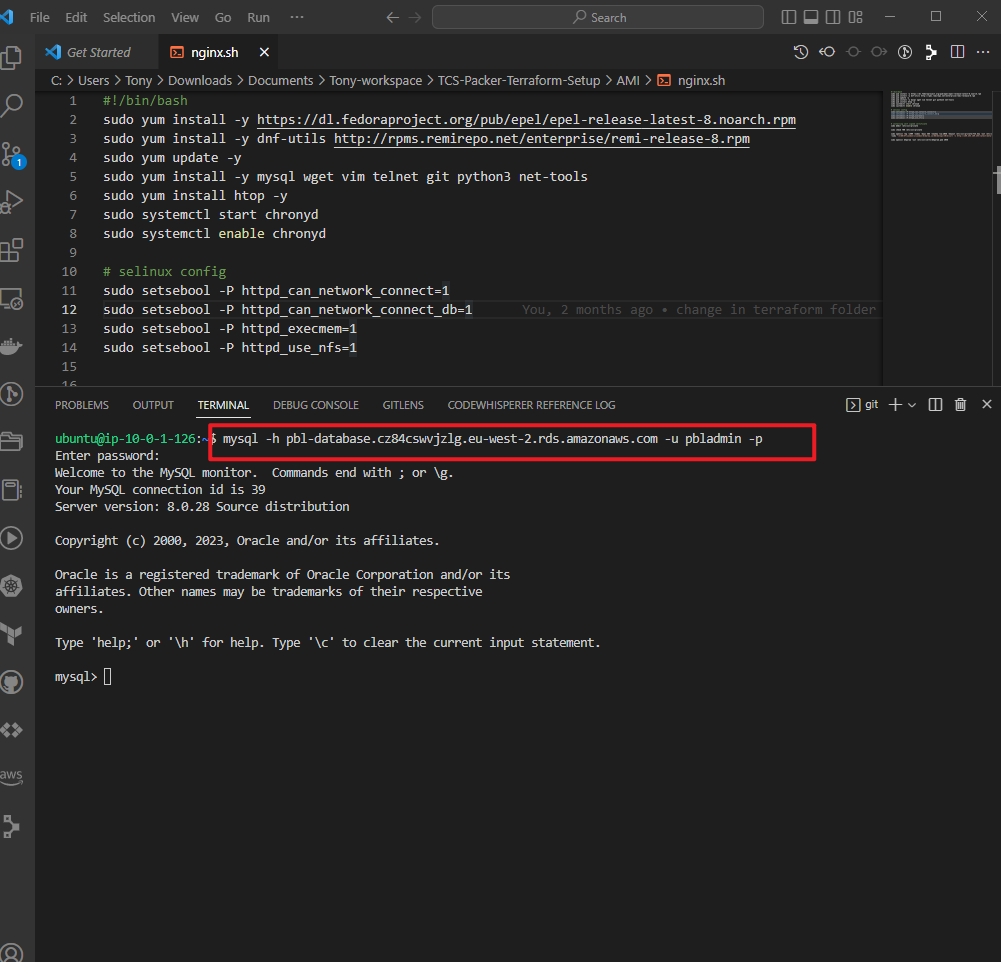 File Edit Selection View Go Run ··· Search
Get Started nginx.sh
C: > Users > Tony > Downloads > Documents > Tony-workspace > TCS-Packer-Terraform-Setup > AMI > nginx.sh
1 #!/bin/bash
2 sudo yum install -y https://dl.fedoraproject.org/pub/epel/epel-release-latest-8.noarch.rpm
3 sudo yum install -y dnf-utils http://rpms.remirepo.net/enterprise/remi-release-8.rpm
4 sudo yum update -y
5 sudo yum install -y mysql wget vim telnet git python3 net-tools
6 sudo yum install htop -y
7 sudo systemctl start chronyd
8 sudo systemctl enable chronyd
9
10 # selinux config
11 sudo setsebool -P httpd_can_network_connect=1
12 sudo setsebool -P httpd_can_network_connect_db=1 You, 2 months ago • change in terraform folder
13 sudo setsebool -P httpd_execmem=1
14 sudo setsebool -P httpd_use_nfs=1
15
16
1
PROBLEMS OUTPUT TERMINAL DEBUG CONSOLE GITLENS CODEWHISPERER REFERENCE LOG git
ubuntu@ip-10-0-1-126:~$ mysql -h pbl-database.cz84cswvjzlg.eu-west-2.rds.amazonaws.com -u pbladmin -p
Enter password:
Welcome to the MySQL monitor. Commands end with ; or \g.
Your MySQL connection id is 39
Server version: 8.0.28 Source distribution
Copyright (c) 2000, 2023, Oracle and/or its affiliates.
Oracle is a registered trademark of Oracle Corporation and/or its
affiliates. Other names may be trademarks of their respective
owners.
Type 'help;' or '\h' for help. Type '\c' to clear the current input statement.
mysql>
aws